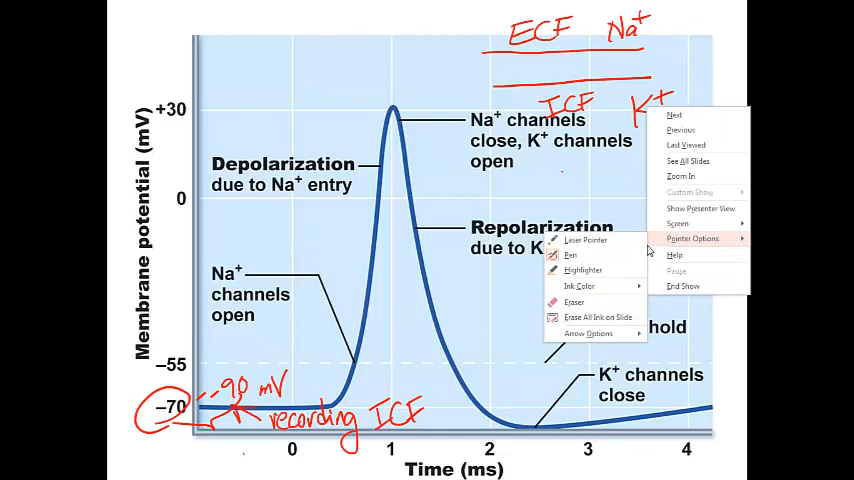 ECF Na+
ICF K+
+30
0
−55
−70
Membrane potential (mV)
Depolarization
due to Na+ entry
Na+ channels
close, K+ channels
open
Repolarization
due to K
Na+
channels
open
hold
K+ channels
close
--90 mV
recording ICF
0 1 2 3 4
Time (ms)
Next
Previous
Last Viewed
See All Slides
Zoom In
Custom Show
Show Presenter View
Screen
Pointer Options
Help
Pause
End Show
Laser Pointer
Pen
Highlighter
Ink Color
Eraser
Erase All Ink on Slide
Arrow Options